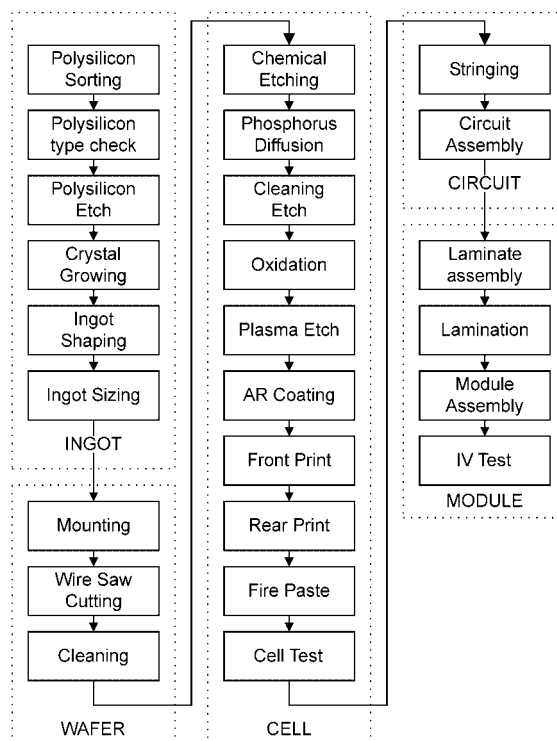 Polysilicon
Sorting
Polysilicon
type check
Polysilicon
Etch
Crystal
Growing
Ingot
Shaping
Ingot Sizing
INGOT
Mounting
Wire Saw
Cutting
Cleaning
WAFER
Chemical
Etching
Phosphorus
Diffusion
Cleaning
Etch
Oxidation
Plasma Etch
AR Coating
Front Print
Rear Print
Fire Paste
Cell Test
CELL
Stringing
Circuit
Assembly
CIRCUIT
Laminate
assembly
Lamination
Module
Assembly
IV Test
MODULE